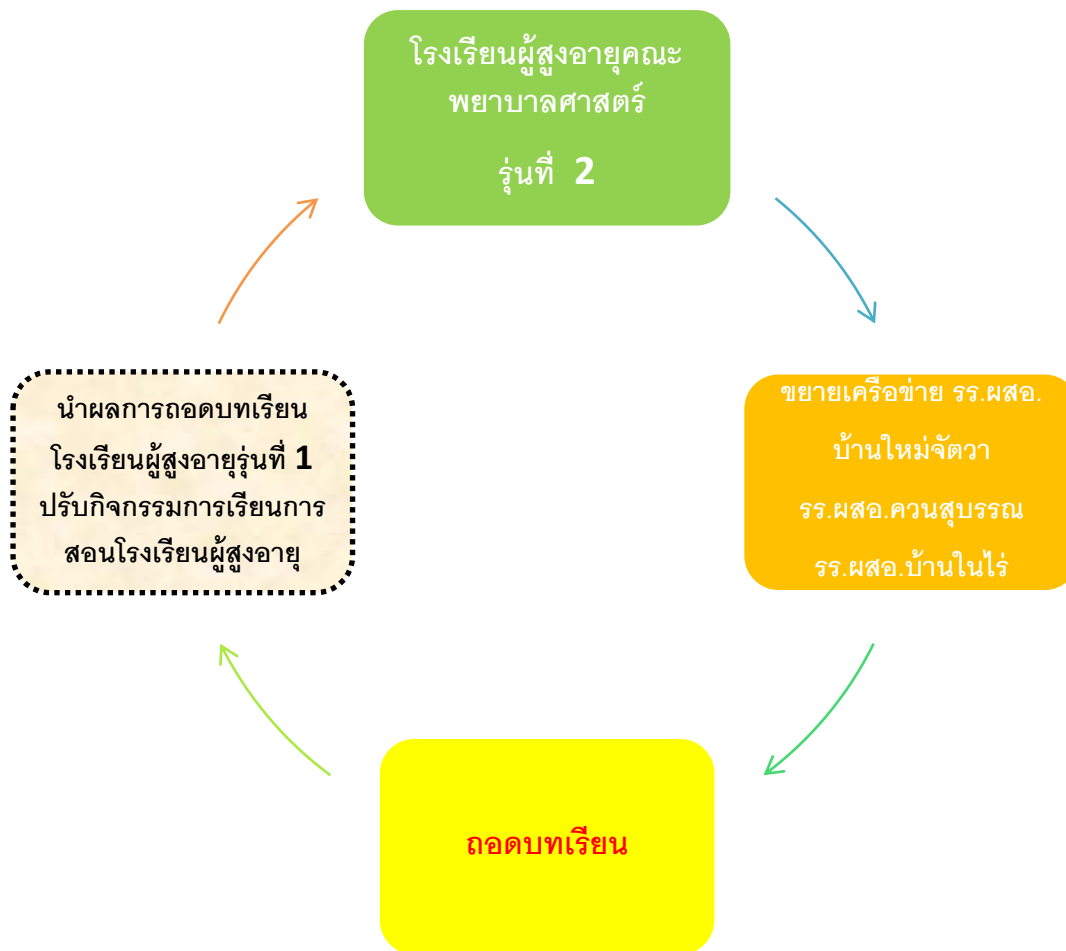 โรงเรียนผู้สูงอายุคณะ
พยาบาลศาสตร์
รุ่นที่ 2
ขยายเครือข่าย รร.ผสอ.
บ้านใหม่จัตวา
รร.ผสอ.ควนสุบรรณ
รร.ผสอ.บ้านในไร่
ถอดบทเรียน
นำผลการถอดบทเรียน
โรงเรียนผู้สูงอายุรุ่นที่ 1
ปรับกิจกรรมการเรียนการ
สอนโรงเรียนผู้สูงอายุ